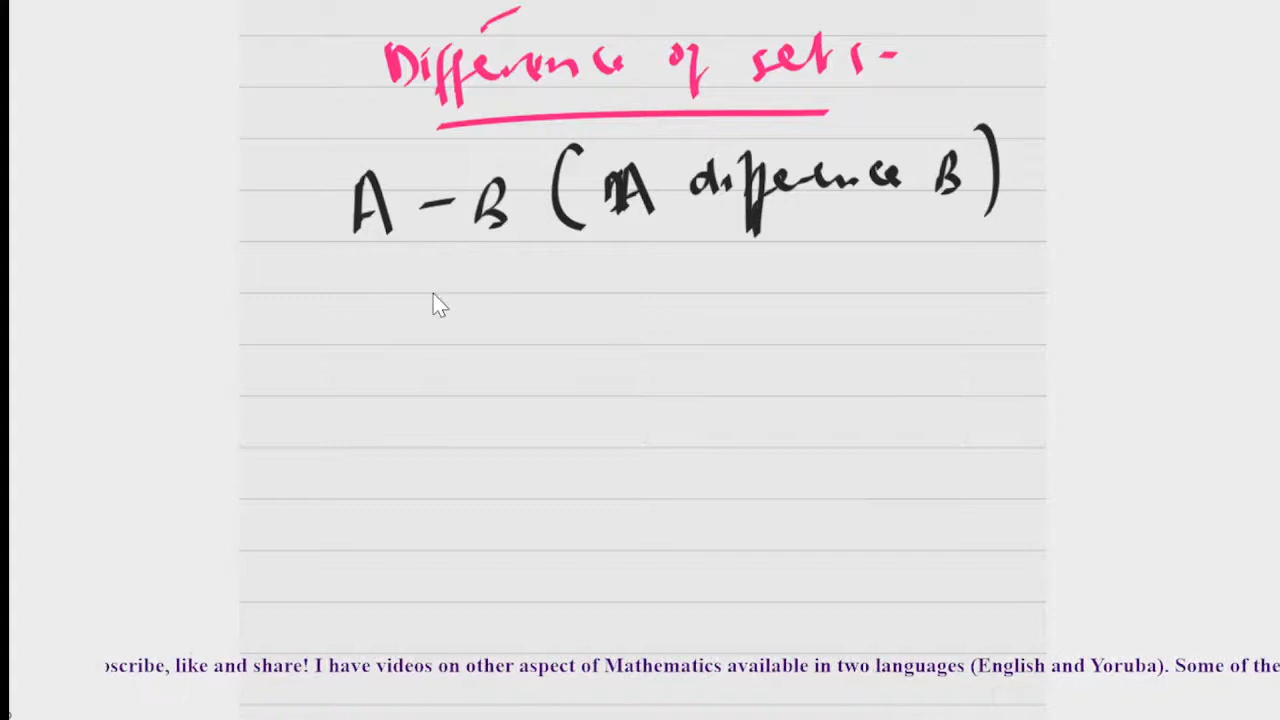 Difference of sets-
A - B (A difference B)
scribe, like and share! I have videos on other aspect of Mathematics available in two languages (English and Yoruba). Some of the